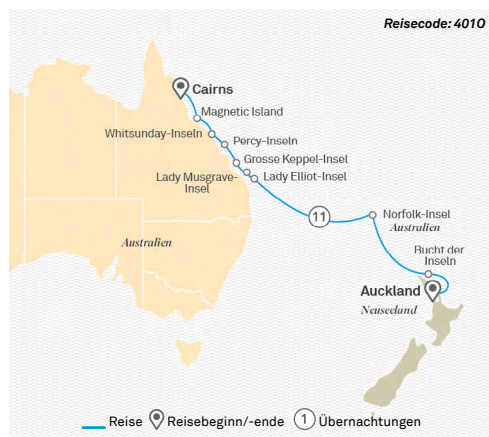 Reisecode: 401O
Cairns
Magnetic Island
Whitsunday-Inseln
Percy-Inseln
Grosse Keppel-Insel
Lady Musgrave-
Insel
Lady Elliot-Insel
11
Norfolk-Insel
Australien
Australien
Bucht der
Inseln
Auckland
Neuseeland
Reise
Reisebeginn/-ende
1
Übernachtungen